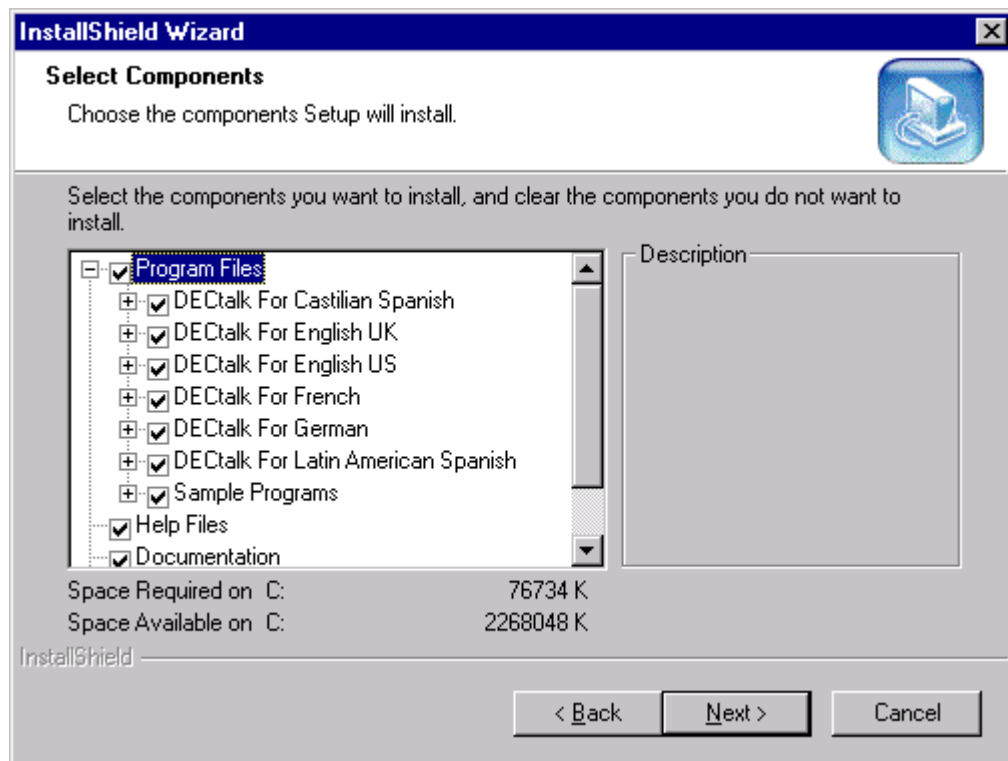 InstallShield Wizard
Select Components
Choose the components Setup will install.
Select the components you want to install, and clear the components you do not want to
install.
Program Files
DECtalk For Castilian Spanish
DECtalk For English UK
DECtalk For English US
DECtalk For French
DECtalk For German
DECtalk For Latin American Spanish
Sample Programs
Help Files
Documentation
Description
Space Required on C: 76734 K
Space Available on C: 2268048 K
InstallShield
< Back Next > Cancel